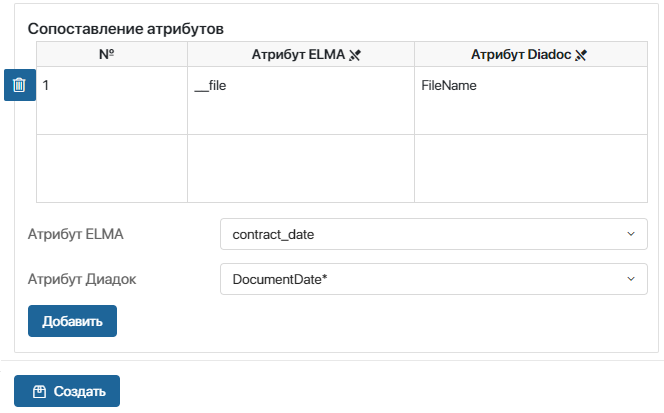 Сопоставление атрибутов
№ Атрибут ELMA Атрибут Diadoc
1 __file FileName
Атрибут ELMA contract_date
Атрибут Диадок DocumentDate*
Добавить
Создать